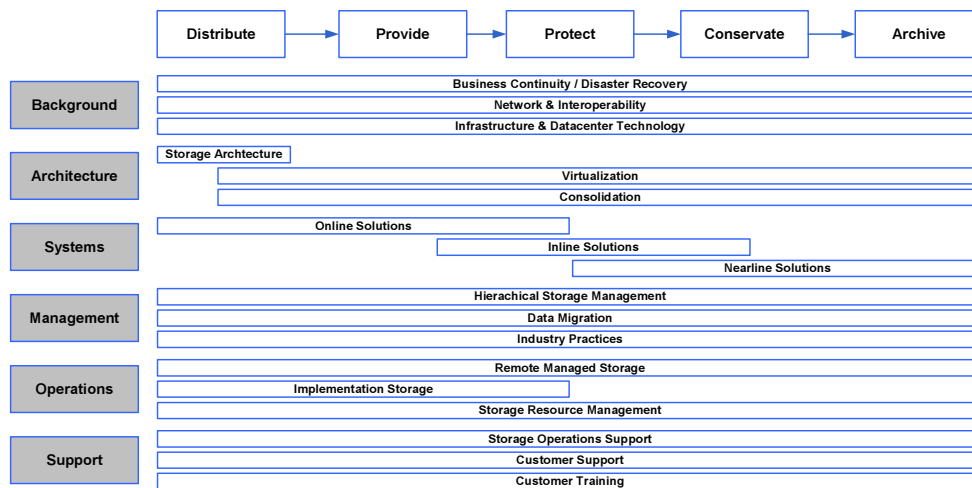 Distribute
Provide
Protect
Conservate
Archive
Background
Business Continuity / Disaster Recovery
Network & Interoperability
Infrastructure & Datacenter Technology
Architecture
Storage Archtecture
Virtualization
Consolidation
Systems
Online Solutions
Inline Solutions
Nearline Solutions
Management
Hierachical Storage Management
Data Migration
Industry Practices
Operations
Remote Managed Storage
Implementation Storage
Storage Resource Management
Support
Storage Operations Support
Customer Support
Customer Training